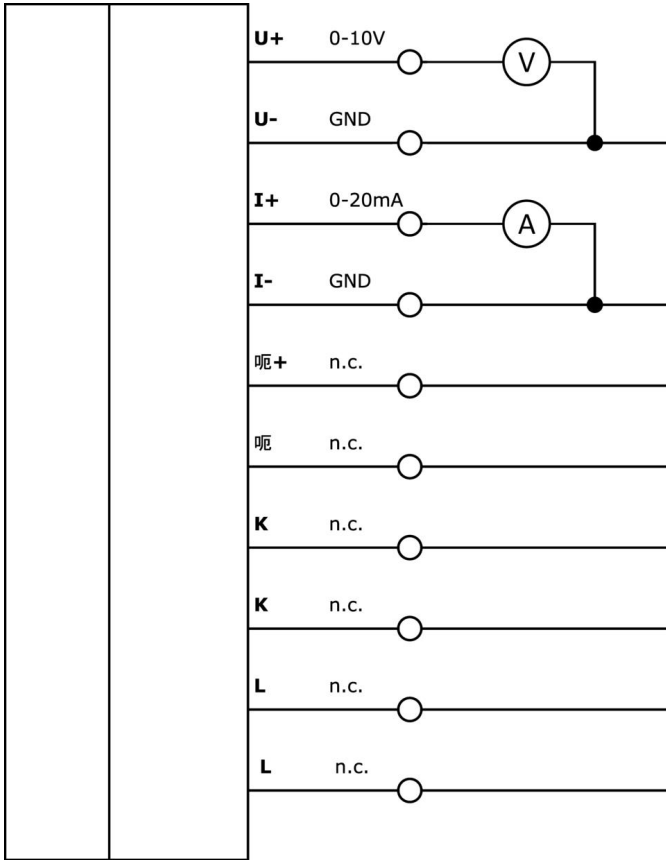 U+ 0-10V
V
U- GND
I+ 0-20mA
A
I- GND
呃+ n.c.
呃 n.c.
K n.c.
K n.c.
L n.c.
L n.c.